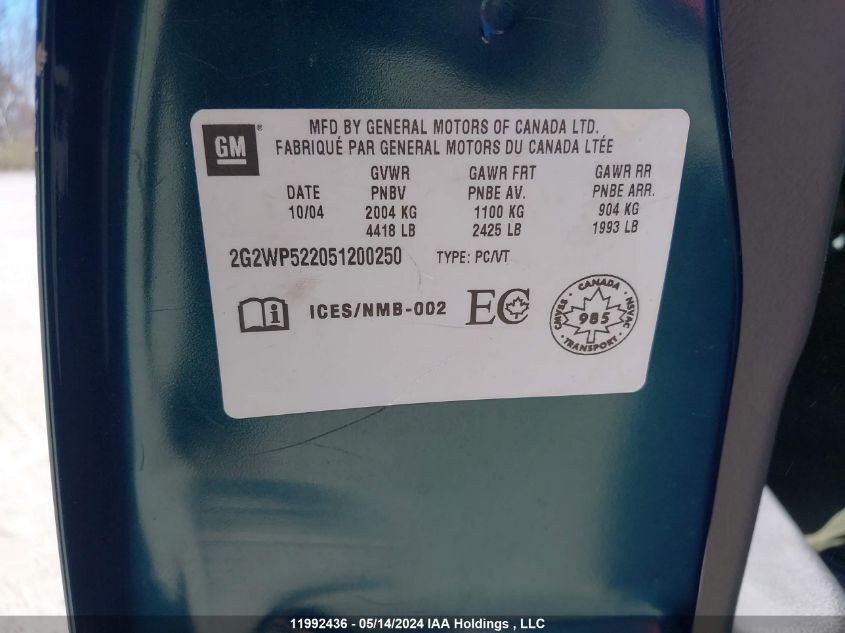 GM ®
MFD BY GENERAL MOTORS OF CANADA LTD.
FABRIQUÉ PAR GENERAL MOTORS DU CANADA LTÉE
GVWR GAWR FRT GAWR RR
DATE PNBV PNBE AV. PNBE ARR.
10/04 2004 KG 1100 KG 904 KG
4418 LB 2425 LB 1993 LB
2G2WP522051200250 TYPE: PC/VT
i ICES/NMB-002 EC
CANADA
CMVSS 985 NSVAC
TRANSPORT
11992436 - 05/14/2024 IAA Holdings , LLC